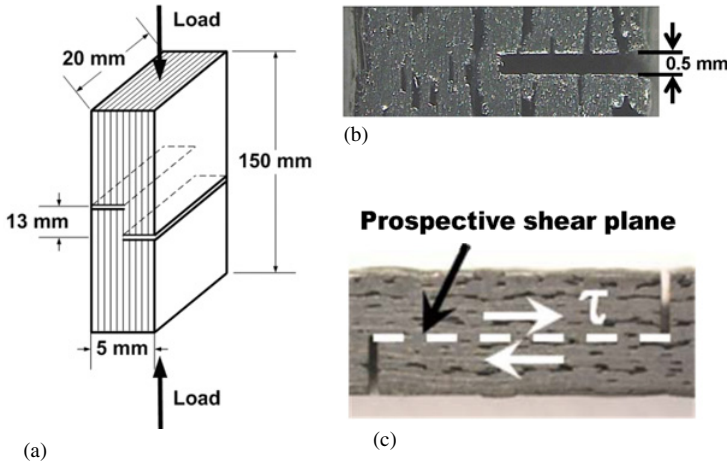 Load
20 mm
150 mm
13 mm
5 mm
Load
(a)
0.5 mm
(b)
Prospective shear plane
τ
(c)